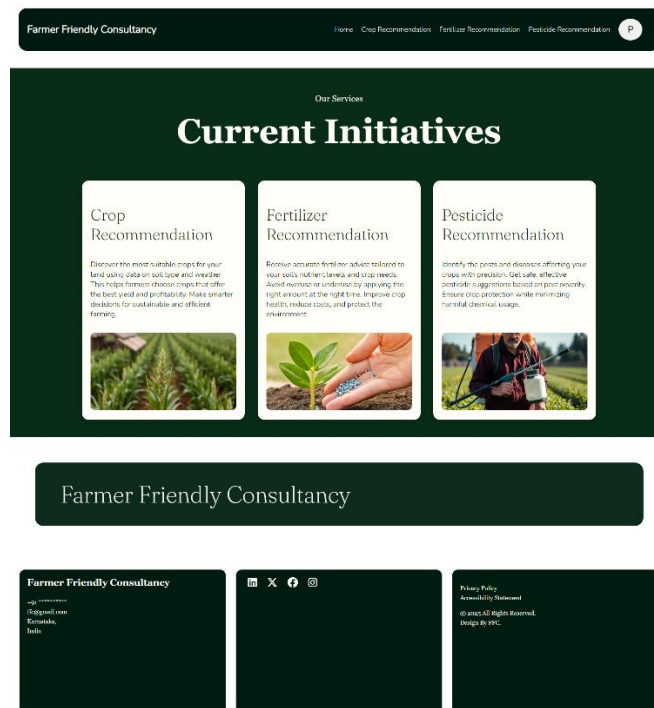 Farmer Friendly Consultancy
Home Crop Recommendation Fertilizer Recommendation Pesticide Recommendation P
Our Services
Current Initiatives
Crop
Recommendation
Discover the most suitable crops for your
land using data on soil type and weather
This helps farmers choose crops that offer
the best yield and profitability. Make smarter
decisions for sustainable and efficient
farming.
Fertilizer
Recommendation
Receive accurate fertilizer advice tailored to
your soil's nutrient levels and crop needs.
Avoid overuse or underuse by applying the
right amount at the right time. Improve crop
health, reduce costs, and protect the
environment.
Pesticide
Recommendation
Identify the pests and diseases affecting your
crops with precision. Get safe, effective
pesticide suggestions based on pest severity.
Ensure crop protection while minimizing
harmful chemical usage.
Farmer Friendly Consultancy
Farmer Friendly Consultancy
+91 **********
ffc@gmail.com
Karnataka,
India
Privacy Policy
Accessibility Statement
© 2025 All Rights Reserved.
Design By FFC.